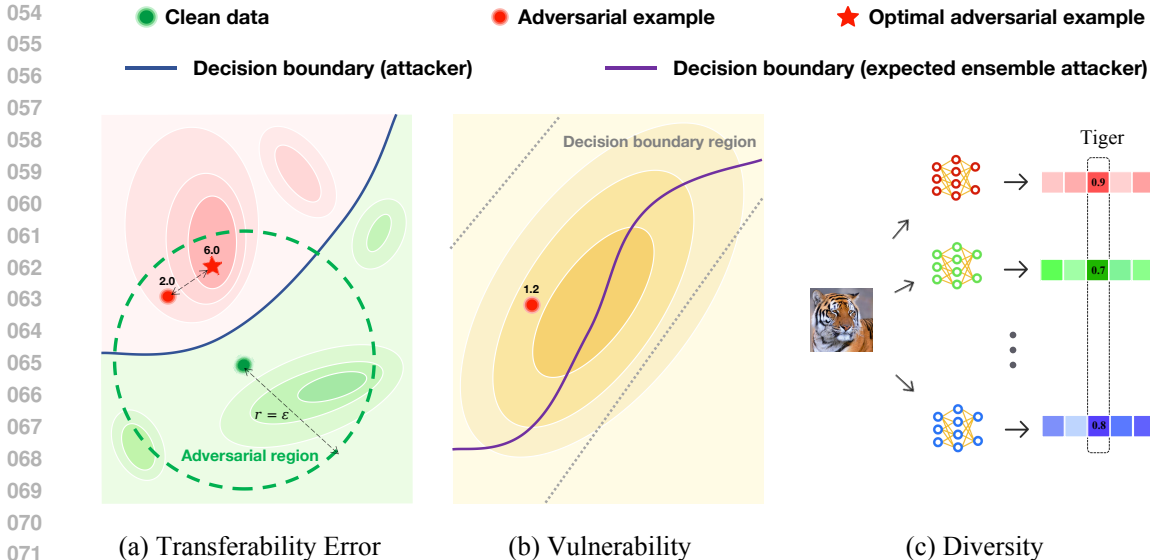 054
Clean data
Adversarial example
Optimal adversarial example
055
056
Decision boundary (attacker)
Decision boundary (expected ensemble attacker)
057
058
Tiger
059
Decision boundary region
060
0.9
061
6.0
062
2.0
1.2
0.7
063
064
065
066
r = ε
067
0.8
068
Adversarial region
069
070
(a) Transferability Error
(b) Vulnerability
(c) Diversity
071